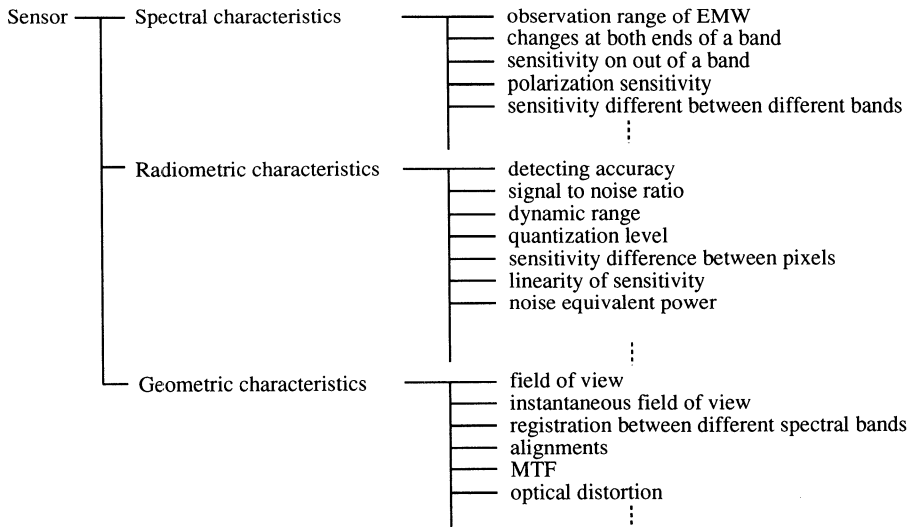 Sensor
Spectral characteristics
observation range of EMW
changes at both ends of a band
sensitivity on out of a band
polarization sensitivity
sensitivity different between different bands
Radiometric characteristics
detecting accuracy
signal to noise ratio
dynamic range
quantization level
sensitivity difference between pixels
linearity of sensitivity
noise equivalent power
Geometric characteristics
field of view
instantaneous field of view
registration between different spectral bands
alignments
MTF
optical distortion